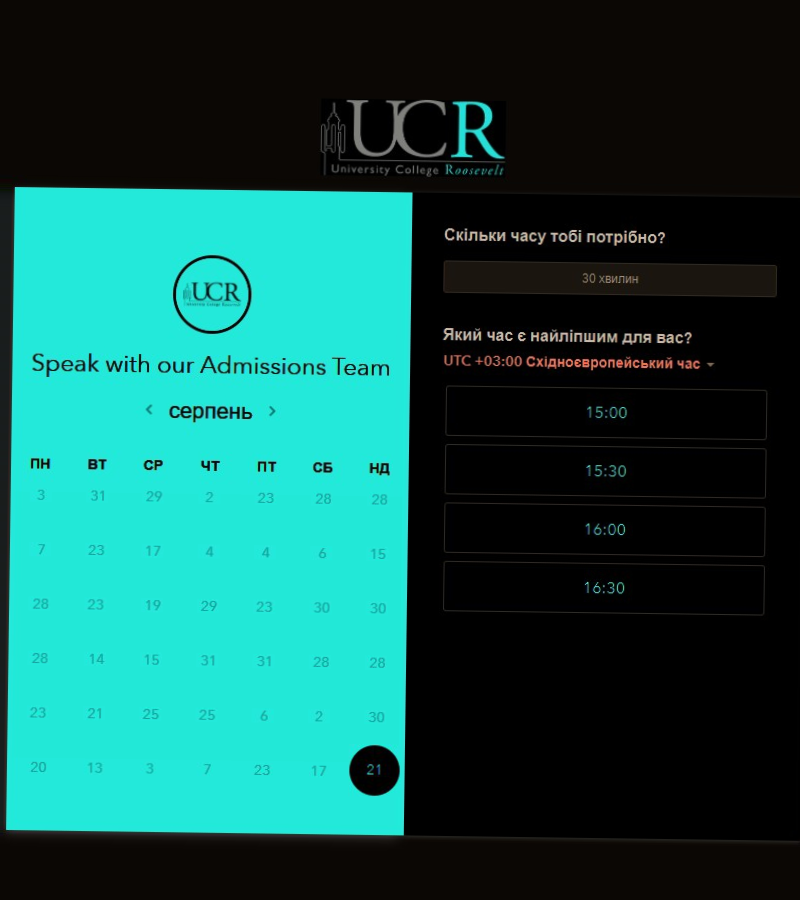 UCR
University College Roosevelt
UCR
University College Roosevelt
Speak with our Admissions Team
серпень
ПН ВТ СР ЧТ ПТ СБ НД
3 31 29 2 23 28 28
7 23 17 4 4 6 15
28 23 19 29 23 30 30
28 14 15 31 31 28 28
23 21 25 25 6 2 30
20 13 3 7 23 17 21
Скільки часу тобі потрібно?
30 хвилин
Який час є найліпшим для вас?
UTC +03:00 Східноєвропейський час
15:00
15:30
16:00
16:30